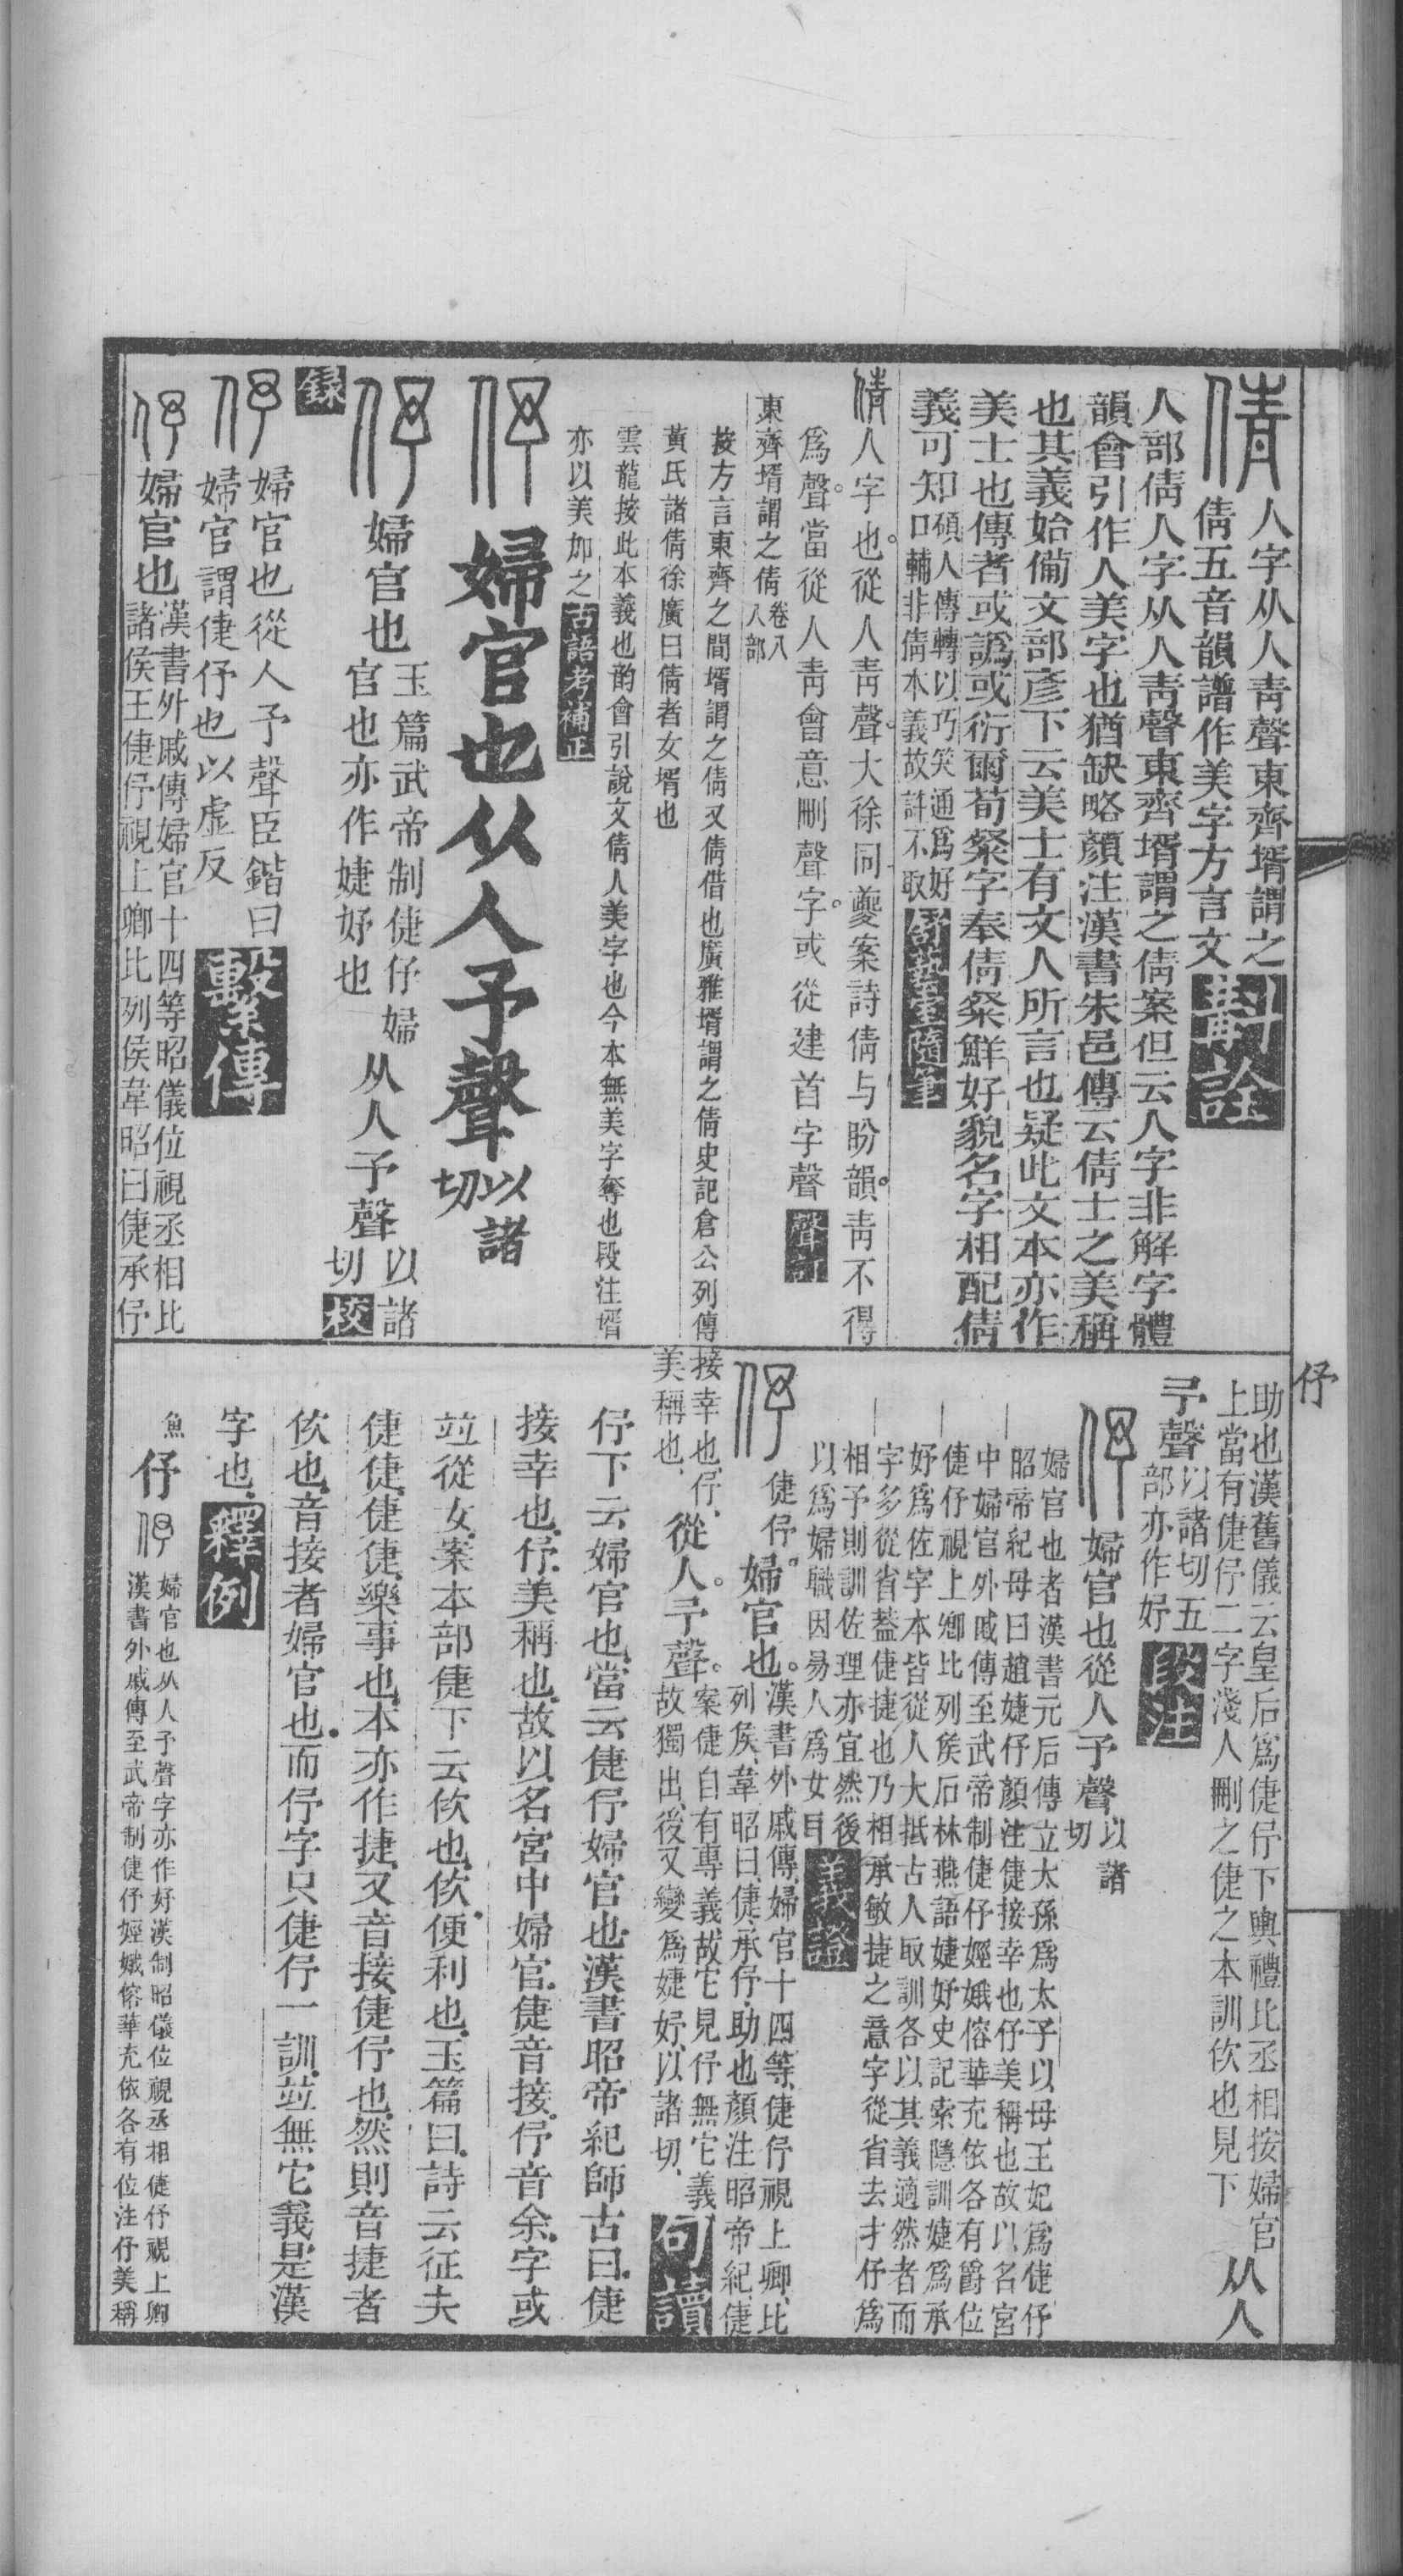 人字从人青聲東齊壻謂之
倩五音韻譜作美字方言文
斠詮
人部倩人字从人青聲東齊壻謂之倩案但云人字非解字體
韻會引作人美字也猶缺略顏注漢書朱邑傳云倩士之美稱
也其義始備文部彥下云美士有文人所言也疑此文本亦作
美士也傳者或譌或衍爾荀粲字奉倩粲鮮好貌名字相配倩
義可知
碩人傳轉以巧笑通爲好
口輔非倩本義故許不取
舒蓺室隨筆
倩人字也從人青聲大徐同夔案詩倩与盼韻青不得
爲聲當從人青會意刪聲字或從建首字聲
聲訂
東齊壻謂之倩
卷八
人部
按方言東齊之間壻謂之倩又倩借也廣雅壻謂之倩史記倉公列傳
黃氏諸倩徐廣曰倩者女壻也
雲龍按此本義也韵會引說文倩人美字也今本無美字奪也段注壻
亦以美加之
古語考補正
婦官也从人予聲
以諸
切
婦官也
玉篇武帝制倢伃婦
官也亦作婕妤也
从人予聲
以諸
切
校
錄
婦官也從人予聲臣鍇曰
婦官謂倢伃也以虛反
繫傳
婦官也
漢書外戚傳婦官十四等昭儀位視丞相比
諸侯王倢伃視上卿比列侯韋昭曰倢承伃
伃
助也漢舊儀云皇后爲倢伃下輿禮比丞相按婦官
上當有倢伃二字淺人刪之倢之本訓佽也見下
从人
予聲
以諸切五
部亦作妤
段注
婦官也從人予聲
以諸
切
婦官也者漢書元后傳立太孫爲太子以母王妃爲倢伃
昭帝紀母曰趙婕伃顏注倢接幸也伃美稱也故以名宮
中婦官外戚傳至武帝制倢伃娙娥傛華充依各有爵位
倢伃視上鄉比列矦石林燕語婕妤史記索隱訓婕爲承
妤爲佐字本皆從人大抵古人取訓各以其義適然者而
字多從省蓋倢捷也乃相承敏捷之意字從省去才伃爲
相予則訓佐理亦宜然後
以爲婦職因易人爲女目
義證
倢伃。婦官也。
漢書外戚傳、婦官十四等、倢伃視上卿、比
列矦、韋昭曰、倢、承、伃、助也、顏注昭帝紀、倢
接幸也、伃、
美稱也、
從人。予聲。
案倢自有專義、故它見、伃無它義
故獨出、後又變爲婕妤、以諸切、
句讀
伃下云婦官也、當云倢伃婦官也、漢書昭帝紀師古曰、倢
接幸也、伃、美稱也、故以名宮中婦官、倢音接、伃音余、字或
竝從女、案本部倢下云佽也、佽、便利也、玉篇曰、詩云征夫
倢倢、倢倢、樂事也、本亦作捷、又音接、倢伃也、然則音捷者
佽也、音接者婦官也、而伃字只倢伃一訓、竝無它義、是漢
字也、
釋例
魚
伃
婦官也从人予聲字亦作妤漢制昭儀位視丞相倢伃視上卿
漢書外戚傳至武帝制倢伃娙娥傛華充依各有位注伃美稱